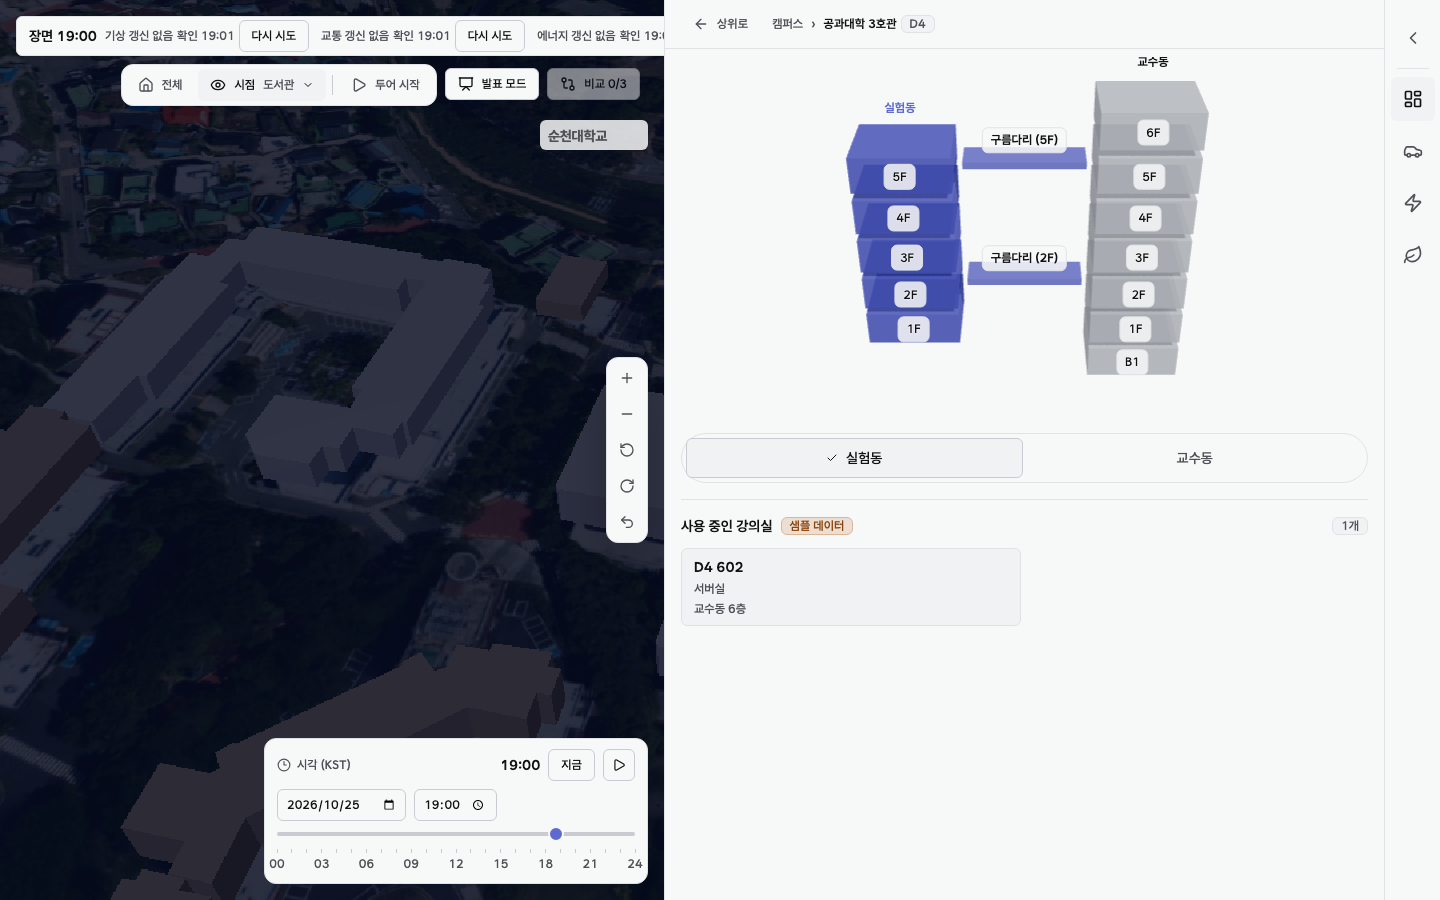 장면 19:00 기상 갱신 없음 확인 19:01 다시 시도 교통 갱신 없음 확인 19:01 다시 시도 에너지 갱신 없음 확인
전체 시점 도서관 투어 시작 발표 모드 비교 0/3
순천대학교
시각 (KST) 19:00 지금
2026/10/25 19:00
00 03 06 09 12 15 18 21 24
상위로 캠퍼스 › 공과대학 3호관 D4
교수동
실험동
구름다리 (5F)
6F
5F
5F
4F
4F
구름다리 (2F)
3F
3F
2F
2F
1F
1F
B1
실험동 교수동
사용 중인 강의실 샘플 데이터 1개
D4 602
서버실
교수동 6층